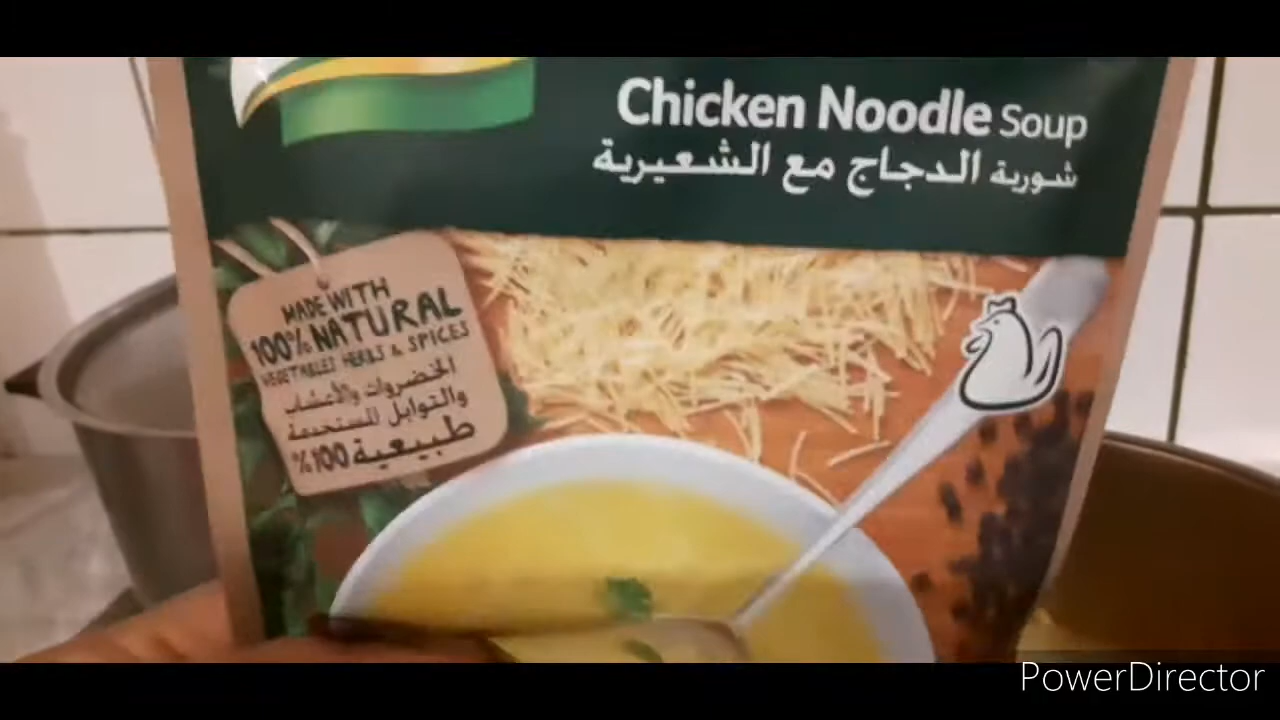 Chicken Noodle Soup
شوربة الدجاج مع الشعيرية
MADE WITH
100% NATURAL
VEGETABLES HERBS & SPICES
الخضروات والأعشاب
والتوابل المستخدمة
طبيعية 100%
PowerDirector